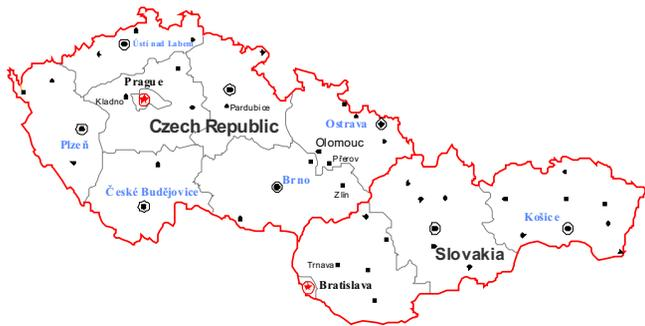 Ústí nad Labem
Prague
Kladno
Pardubice
Czech Republic
Ostrava
Plzeň
Olomouc
Přerov
Brno
České Budějovice
Zlín
Košice
Slovakia
Trnava
Bratislava